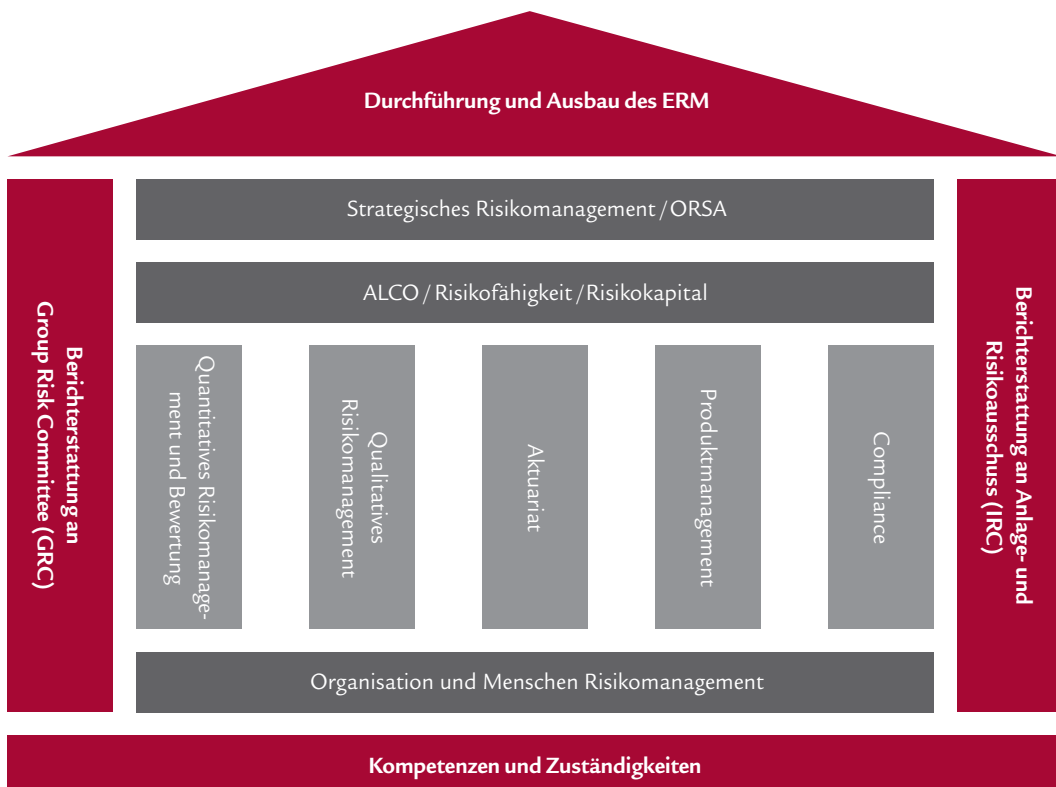 Durchführung und Ausbau des ERM
Berichterstattung an
Group Risk Committee (GRC)
Strategisches Risikomanagement / ORSA
ALCO / Risikofähigkeit / Risikokapital
Quantitatives Risikomanage-
ment und Bewertung
Qualitatives
Risikomanagement
Aktuariat
Produktmanagement
Compliance
Organisation und Menschen Risikomanagement
Berichterstattung an Anlage- und
Risikoausschuss (IRC)
Kompetenzen und Zuständigkeiten